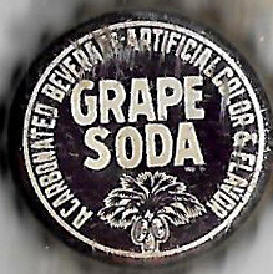 A CARBONATED BEVERAGE-ARTIFICIAL COLOR & FLAVOR
GRAPE
SODA